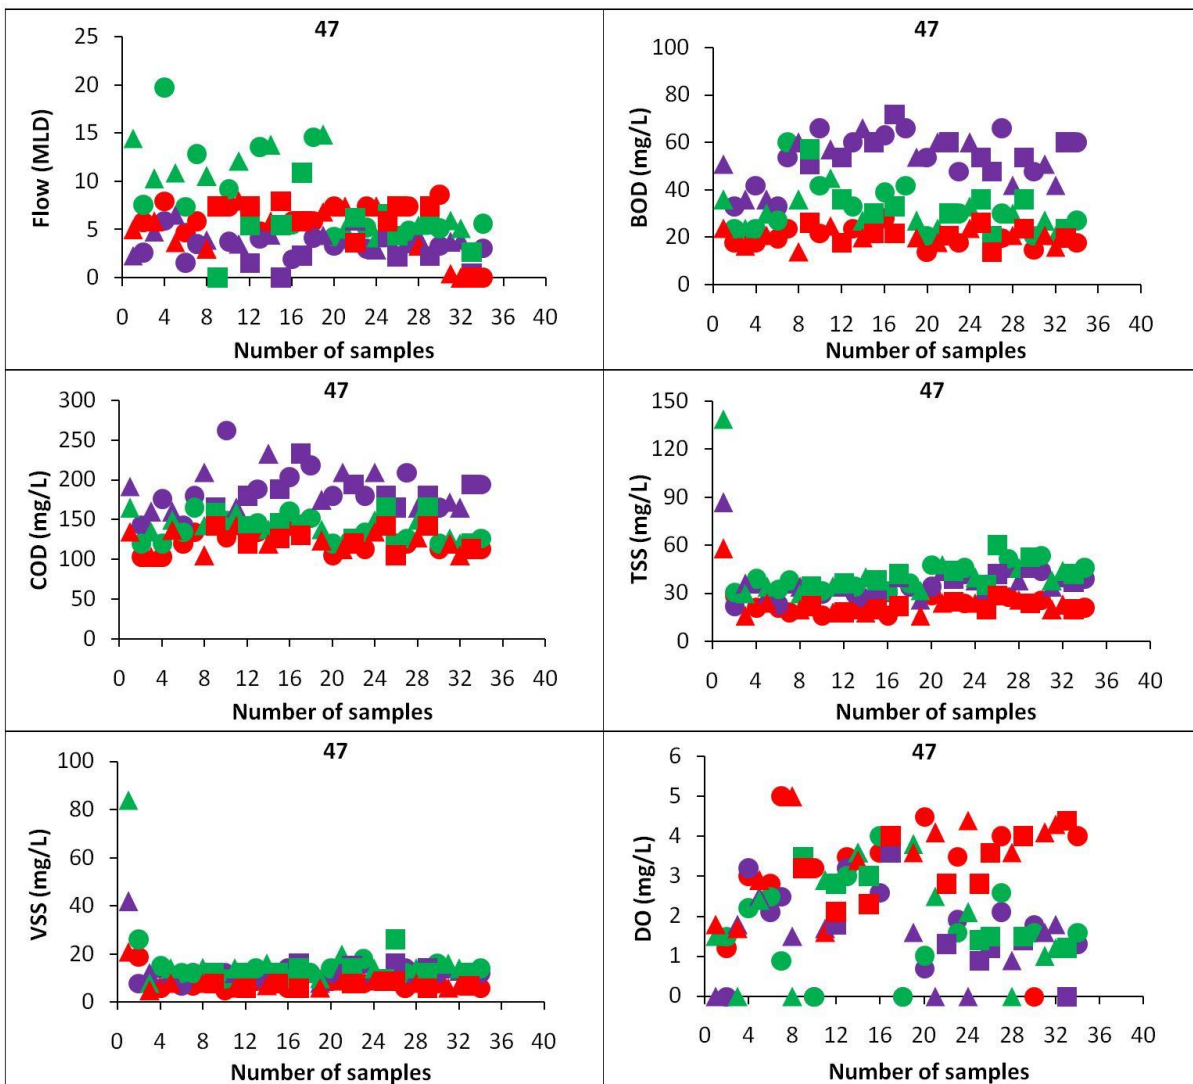 47
Flow (MLD)
25
20
15
10
5
0
0 4 8 12 16 20 24 28 32 36 40
Number of samples
47
BOD (mg/L)
100
80
60
40
20
0
0 4 8 12 16 20 24 28 32 36 40
Number of samples
47
COD (mg/L)
300
250
200
150
100
50
0
0 4 8 12 16 20 24 28 32 36 40
Number of samples
47
TSS (mg/L)
150
120
90
60
30
0
0 4 8 12 16 20 24 28 32 36 40
Number of samples
47
VSS (mg/L)
100
80
60
40
20
0
0 4 8 12 16 20 24 28 32 36 40
Number of samples
47
DO (mg/L)
6
5
4
3
2
1
0
0 4 8 12 16 20 24 28 32 36 40
Number of samples